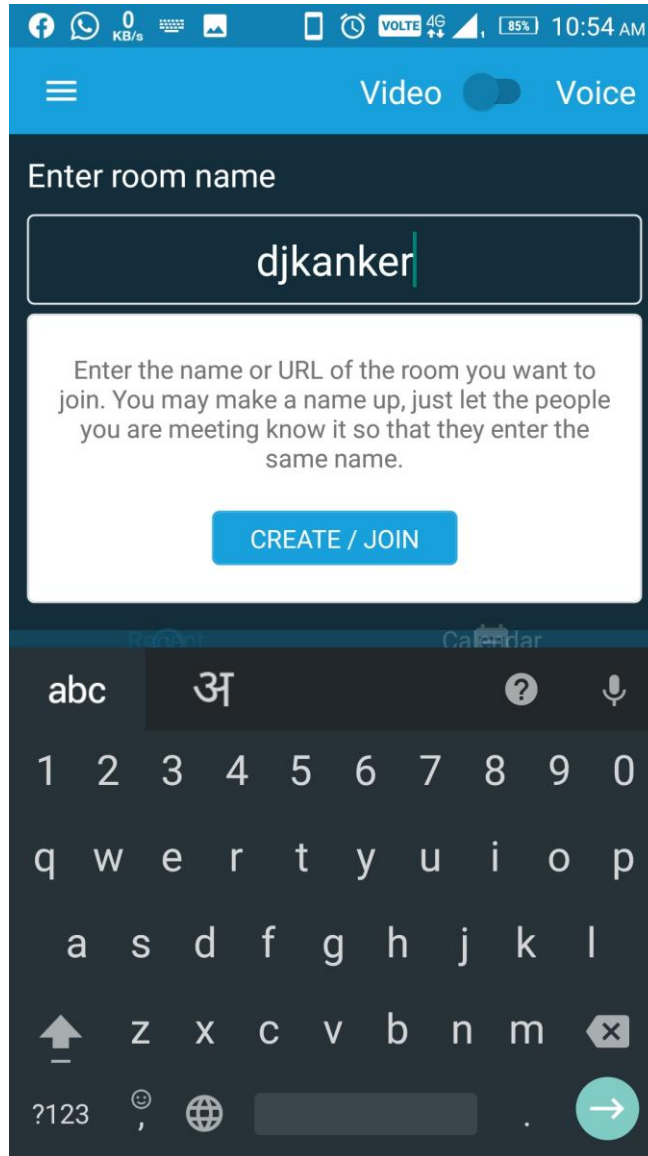 0 KB/s VOLTE 4G 85% 10:54 AM
Video Voice
Enter room name
djkanker
Enter the name or URL of the room you want to
join. You may make a name up, just let the people
you are meeting know it so that they enter the
same name.
CREATE / JOIN
Recent Calendar
abc अ
1 2 3 4 5 6 7 8 9 0
q w e r t y u i o p
a s d f g h j k l
z x c v b n m
?123 , .